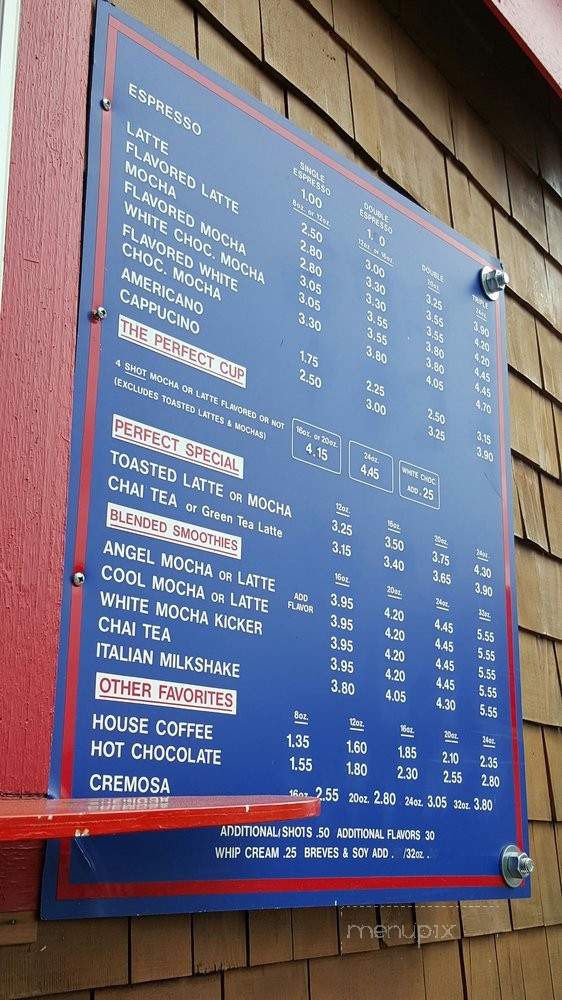 ESPRESSO SINGLE ESPRESSO 1.00 DOUBLE ESPRESSO 1. 0
8oz. or 12oz. 12oz. or 16oz. DOUBLE 20oz. TRIPLE 24oz.
LATTE 2.50 3.00 3.25 3.90
FLAVORED LATTE 2.80 3.30 3.55 4.20
MOCHA 2.80 3.30 3.55 4.20
FLAVORED MOCHA 3.05 3.55 3.80 4.45
WHITE CHOC. MOCHA 3.05 3.55 3.80 4.45
FLAVORED WHITE
CHOC. MOCHA 3.30 3.80 4.05 4.70
AMERICANO 1.75 2.25 2.50 3.15
CAPPUCINO 2.50 3.00 3.25 3.90
THE PERFECT CUP
4 SHOT MOCHA OR LATTE FLAVORED OR NOT
(EXCLUDES TOASTED LATTES & MOCHAS)
16oz. or 20oz. 4.15
24oz. 4.45
WHITE CHOC. ADD .25
PERFECT SPECIAL
12oz. 16oz. 20oz. 24oz.
TOASTED LATTE OR MOCHA 3.25 3.50 3.75 4.30
CHAI TEA or Green Tea Latte 3.15 3.40 3.65 3.90
BLENDED SMOOTHIES
16oz. 20oz. 24oz. 32oz.
ANGEL MOCHA OR LATTE ADD FLAVOR 3.95 4.20 4.45 5.55
COOL MOCHA OR LATTE 3.95 4.20 4.45 5.55
WHITE MOCHA KICKER 3.95 4.20 4.45 5.55
CHAI TEA 3.95 4.20 4.45 5.55
ITALIAN MILKSHAKE 3.80 4.05 4.30 5.55
OTHER FAVORITES
8oz. 12oz. 16oz. 20oz. 24oz.
HOUSE COFFEE 1.35 1.60 1.85 2.10 2.35
HOT CHOCOLATE 1.55 1.80 2.30 2.55 2.80
CREMOSA 16oz. 2.55 20oz. 2.80 24oz. 3.05 32oz. 3.80
ADDITIONAL SHOTS .50 ADDITIONAL FLAVORS 30
WHIP CREAM .25 BREVES & SOY ADD . /32oz. .
menupix